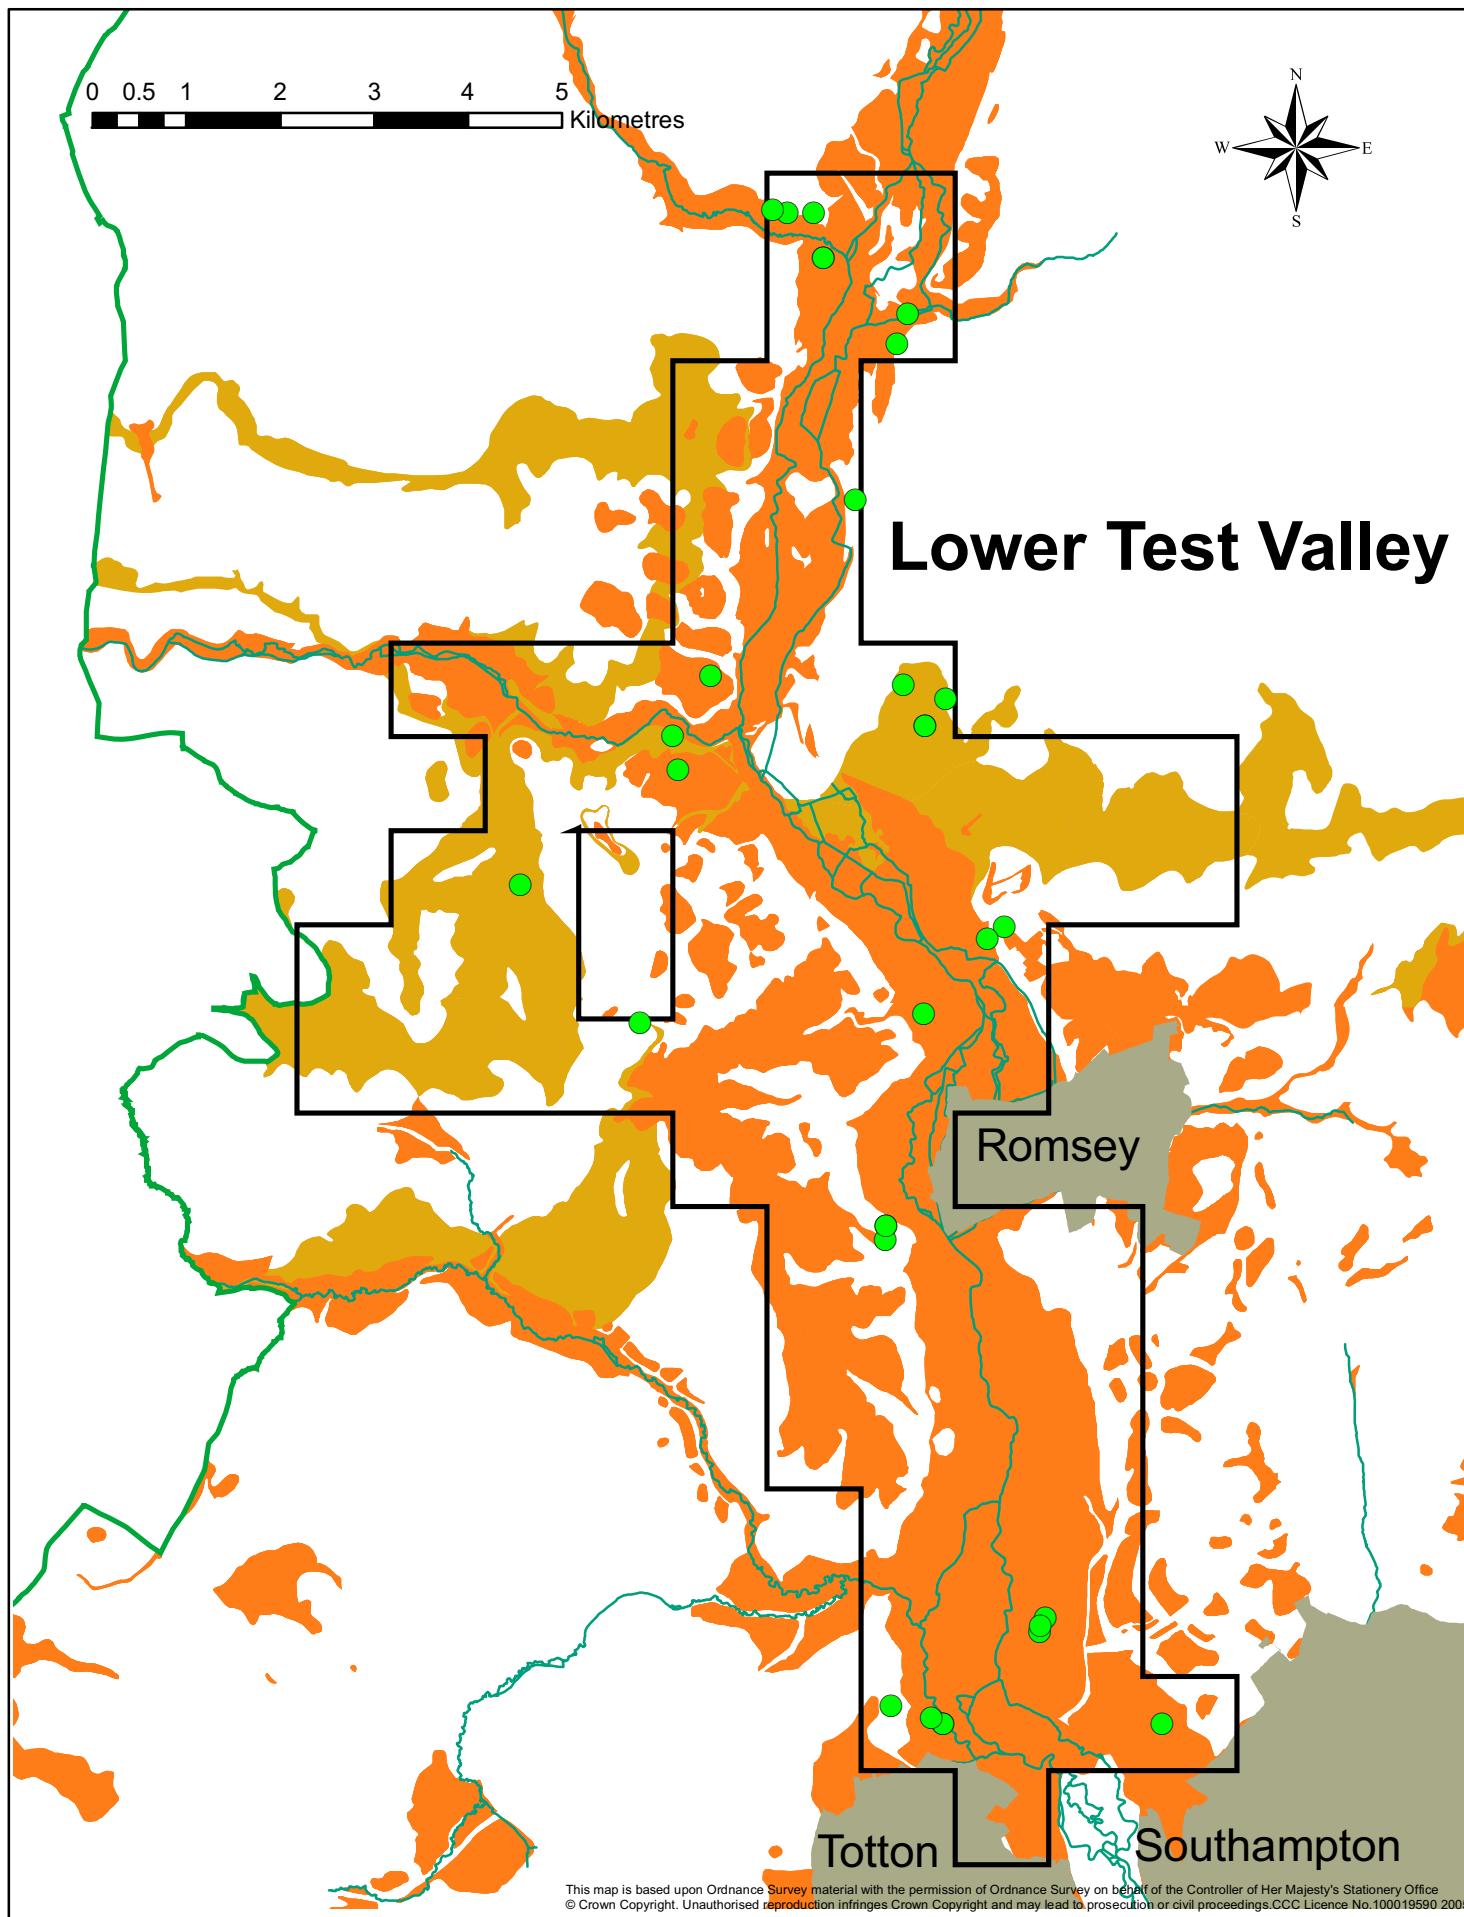 0 0.5 1 2 3 4 5
Kilometres
N
W E
S
Lower Test Valley
Romsey
Totton
Southampton
This map is based upon Ordnance Survey material with the permission of Ordnance Survey on behalf of the Controller of Her Majesty's Stationery Office
© Crown Copyright. Unauthorised reproduction infringes Crown Copyright and may lead to prosecution or civil proceedings.CCC Licence No.100019590 2005